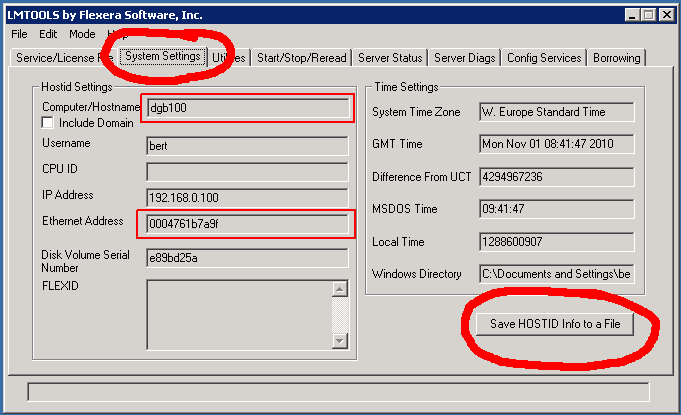 LMTOOLS by Flexera Software, Inc.
File Edit Mode
Service/License File System Settings Utilities Start/Stop/Reread Server Status Server Diags Config Services Borrowing
Hostid Settings
Computer/Hostname dgb100
Include Domain
Username bert
CPU ID
IP Address 192.168.0.100
Ethernet Address 0004761b7a9f
Disk Volume Serial
Number e89bd25a
FLEXID
Time Settings
System Time Zone W. Europe Standard Time
GMT Time Mon Nov 01 08:41:47 2010
Difference From UCT 4294967236
MSDOS Time 09:41:47
Local Time 1288600907
Windows Directory C:\Documents and Settings\be
Save HOSTID Info to a File